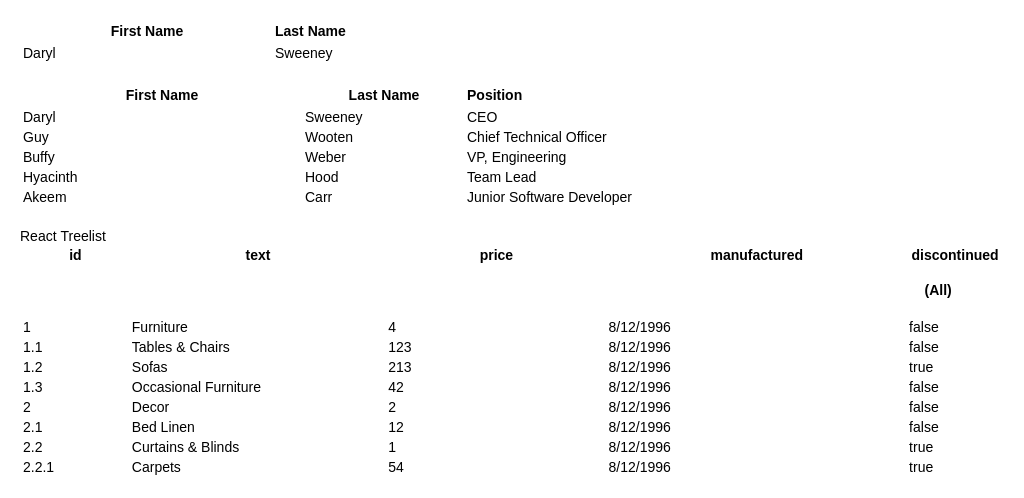 First Name Last Name
Daryl Sweeney
First Name Last Name Position
Daryl Sweeney CEO
Guy Wooten Chief Technical Officer
Buffy Weber VP, Engineering
Hyacinth Hood Team Lead
Akeem Carr Junior Software Developer
React Treelist
id text price manufactured discontinued
(All)
1 Furniture 4 8/12/1996 false
1.1 Tables & Chairs 123 8/12/1996 false
1.2 Sofas 213 8/12/1996 true
1.3 Occasional Furniture 42 8/12/1996 false
2 Decor 2 8/12/1996 false
2.1 Bed Linen 12 8/12/1996 false
2.2 Curtains & Blinds 1 8/12/1996 true
2.2.1 Carpets 54 8/12/1996 true